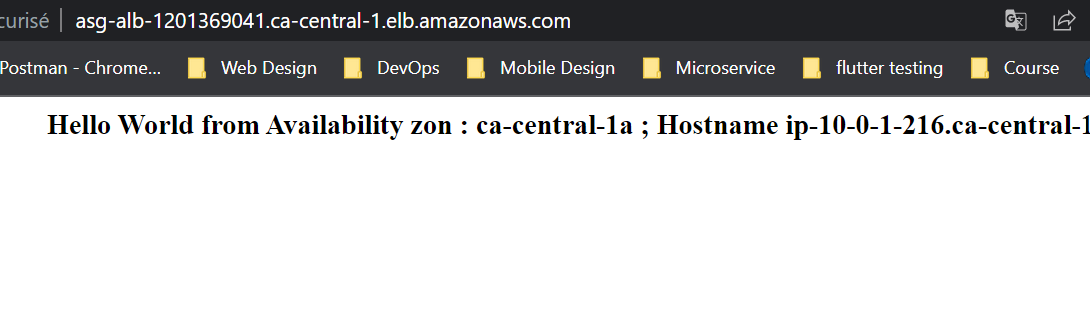 curisé asg-alb-1201369041.ca-central-1.elb.amazonaws.com
Postman - Chrome... Web Design DevOps Mobile Design Microservice flutter testing Course
Hello World from Availability zon : ca-central-1a ; Hostname ip-10-0-1-216.ca-central-1